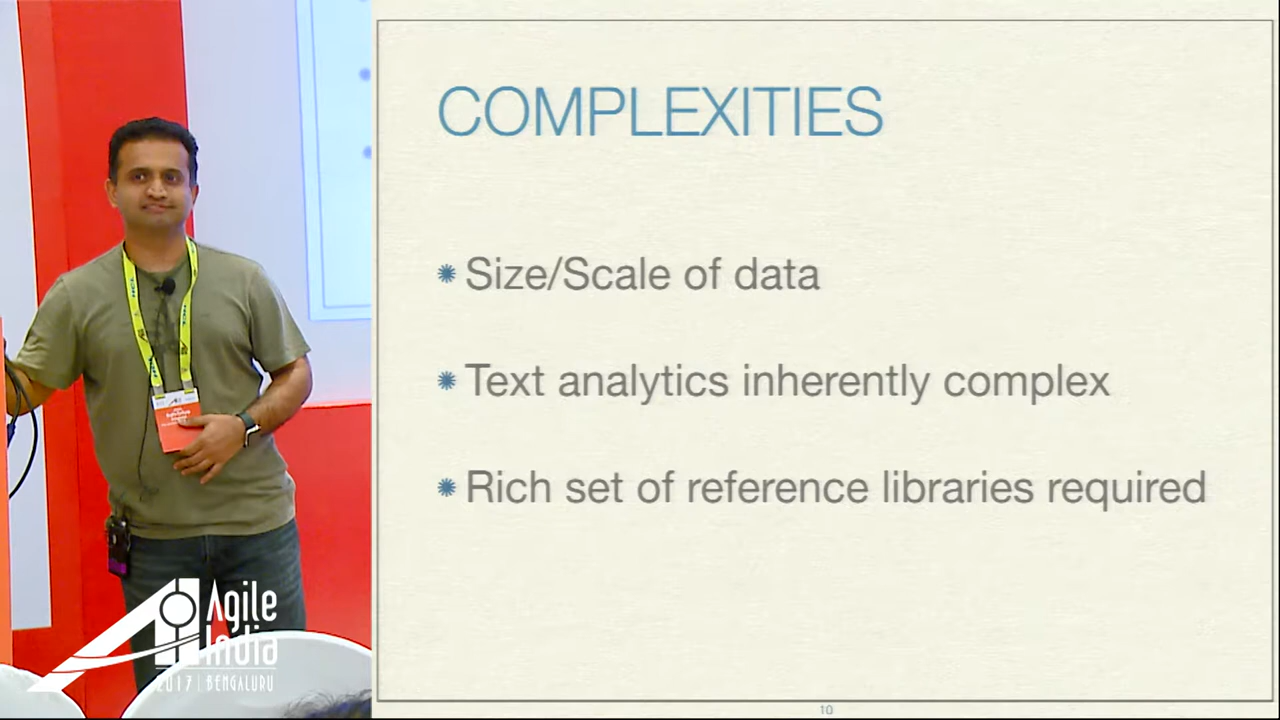 COMPLEXITIES
Size/Scale of data
Text analytics inherently complex
Rich set of reference libraries required
10
HCL
Agile
India
2017 | BENGALURU